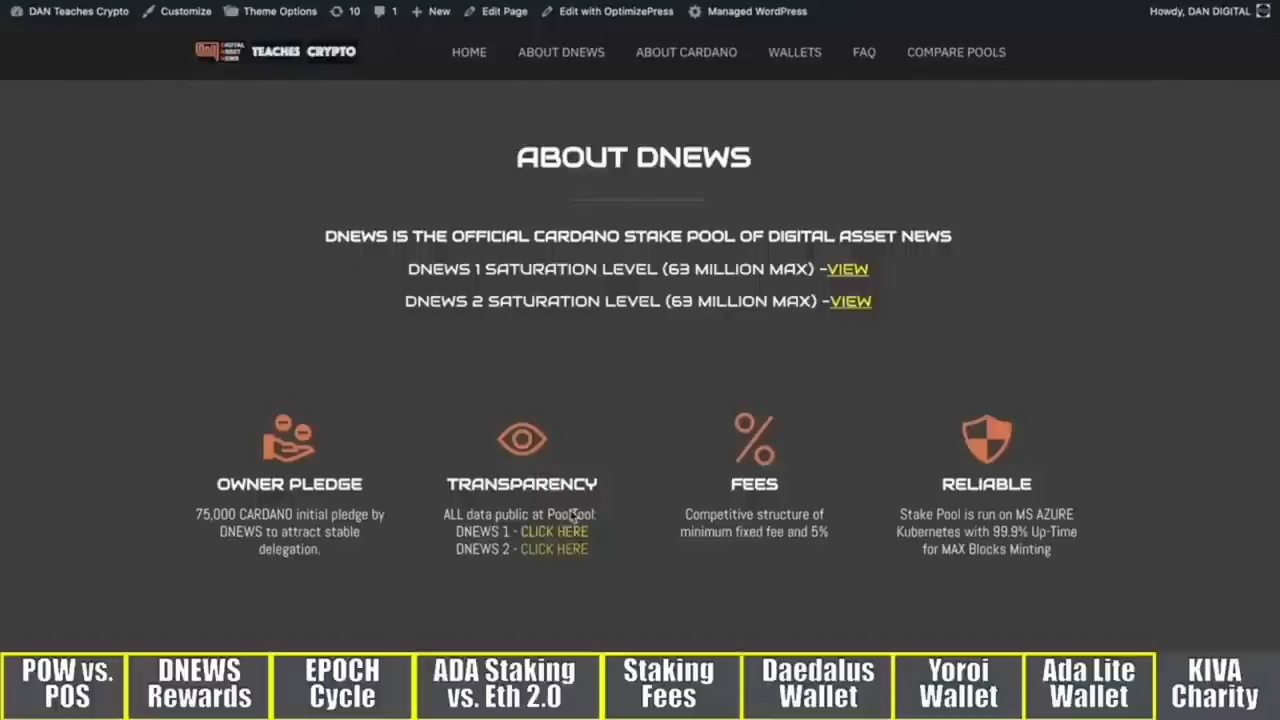 DAN Teaches Crypto Customize Theme Options 10 1 + New Edit Page Edit with OptimizePress Managed WordPress Howdy, DAN DIGITAL
DIGITAL ASSET NEWS TEACHES CRYPTO HOME ABOUT DNEWS ABOUT CARDANO WALLETS FAQ COMPARE POOLS
ABOUT DNEWS
DNEWS IS THE OFFICIAL CARDANO STAKE POOL OF DIGITAL ASSET NEWS
DNEWS 1 SATURATION LEVEL (63 MILLION MAX) -VIEW
DNEWS 2 SATURATION LEVEL (63 MILLION MAX) -VIEW
OWNER PLEDGE
75,000 CARDANO initial pledge by
DNEWS to attract stable
delegation.
TRANSPARENCY
ALL data public at PoolTool:
DNEWS 1 - CLICK HERE
DNEWS 2 - CLICK HERE
FEES
Competitive structure of
minimum fixed fee and 5%
RELIABLE
Stake Pool is run on MS AZURE
Kubernetes with 99.9% Up-Time
for MAX Blocks Minting
POW vs.
POS
DNEWS
Rewards
EPOCH
Cycle
ADA Staking
vs. Eth 2.0
Staking
Fees
Daedalus
Wallet
Yoroi
Wallet
Ada Lite
Wallet
KIVA
Charity